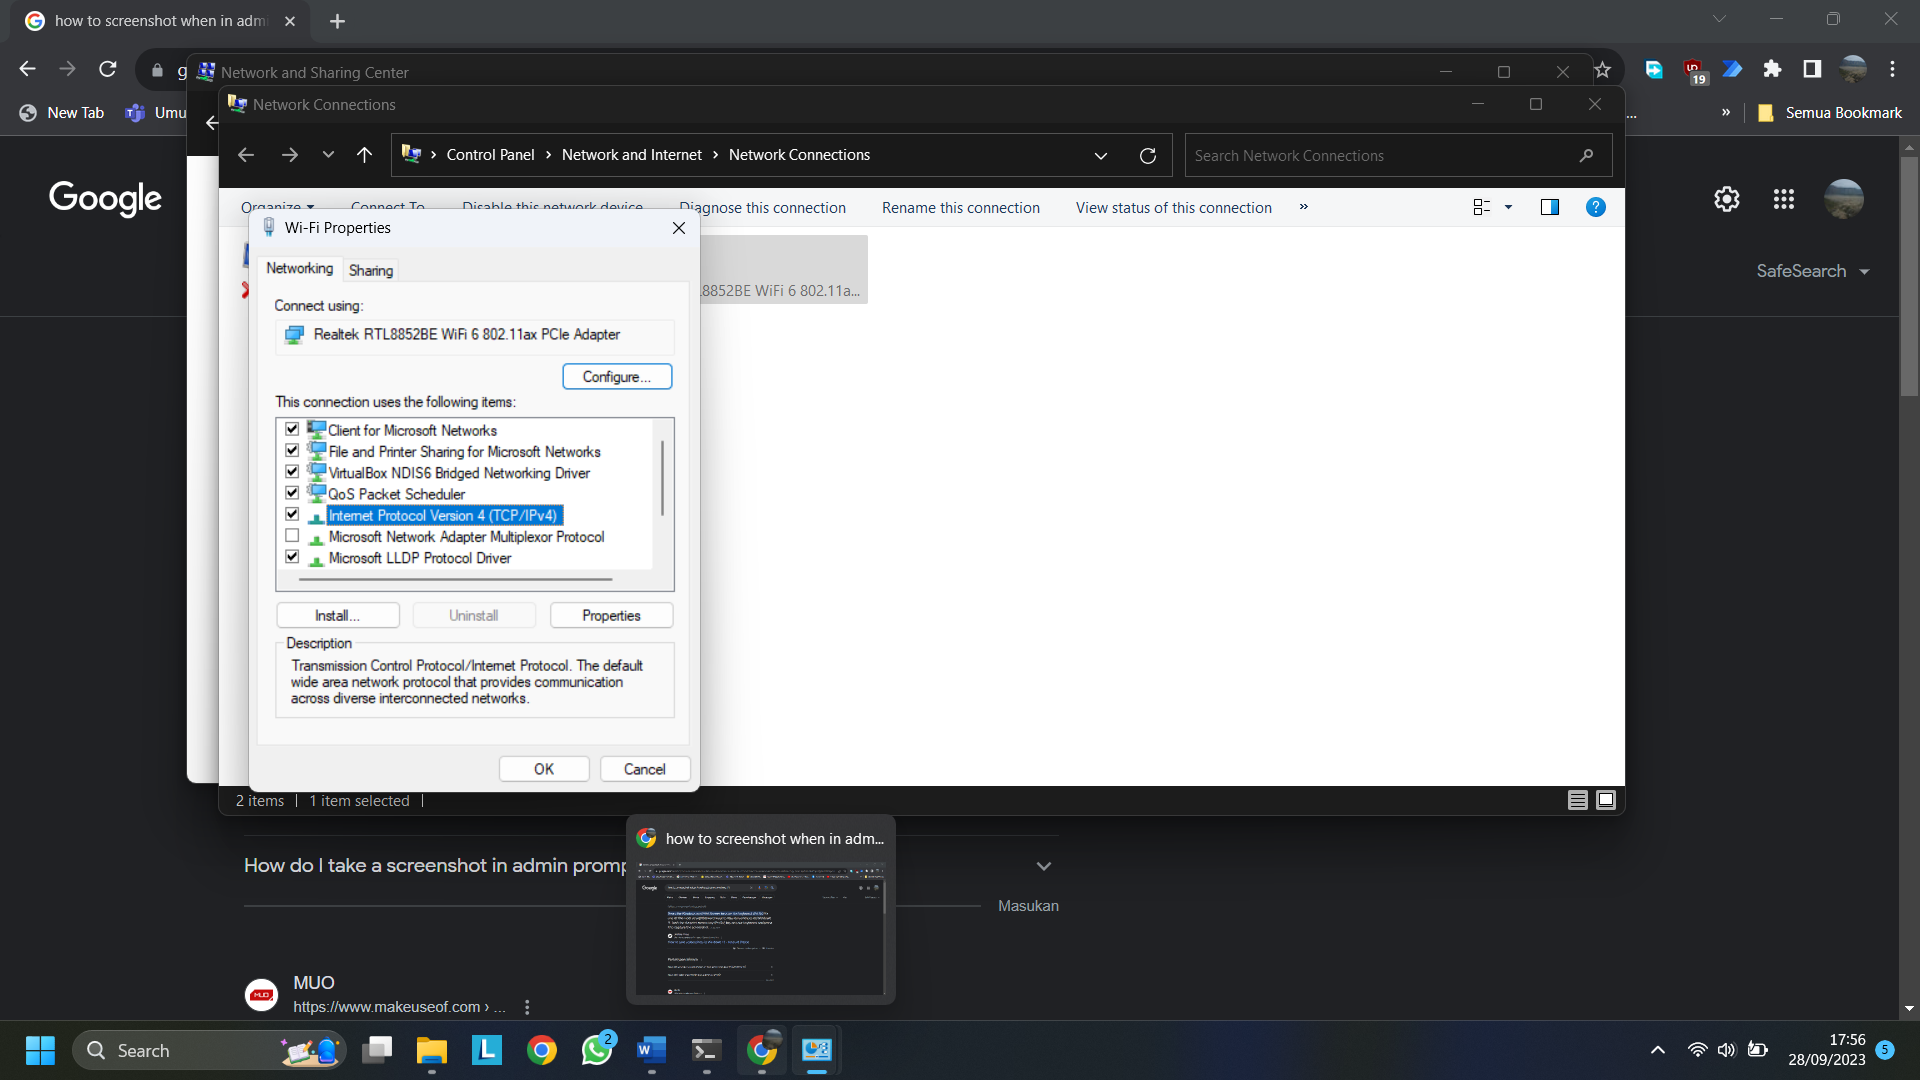 how to screenshot when in admi
g
19
New Tab
Umu
...
»
Semua Bookmark
Network and Sharing Center
Network Connections
Control Panel
Network and Internet
Network Connections
Search Network Connections
Organize
Connect To
Disable this network device
Diagnose this connection
Rename this connection
View status of this connection
»
?
Google
SafeSearch
Wi-Fi Properties
L8852BE WiFi 6 802.11a...
Networking
Sharing
Connect using:
Realtek RTL8852BE WiFi 6 802.11ax PCIe Adapter
Configure...
This connection uses the following items:
Client for Microsoft Networks
File and Printer Sharing for Microsoft Networks
VirtualBox NDIS6 Bridged Networking Driver
QoS Packet Scheduler
Internet Protocol Version 4 (TCP/IPv4)
Microsoft Network Adapter Multiplexor Protocol
Microsoft LLDP Protocol Driver
Install...
Uninstall
Properties
Description
Transmission Control Protocol/Internet Protocol. The default
wide area network protocol that provides communication
across diverse interconnected networks.
OK
Cancel
2 items
1 item selected
how to screenshot when in adm...
How do I take a screenshot in admin promp
Masukan
MUO
MUO
https://www.makeuseof.com › ...
Search
L
2
W
17:56
28/09/2023
5